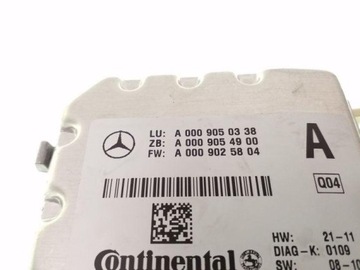 LU: A 000 905 03 38
ZB: A 000 905 49 00
FW: A 000 902 58 04
A
Q04
Continental
HW: 21-11
DIAG-K: 0109
SW: 08-10